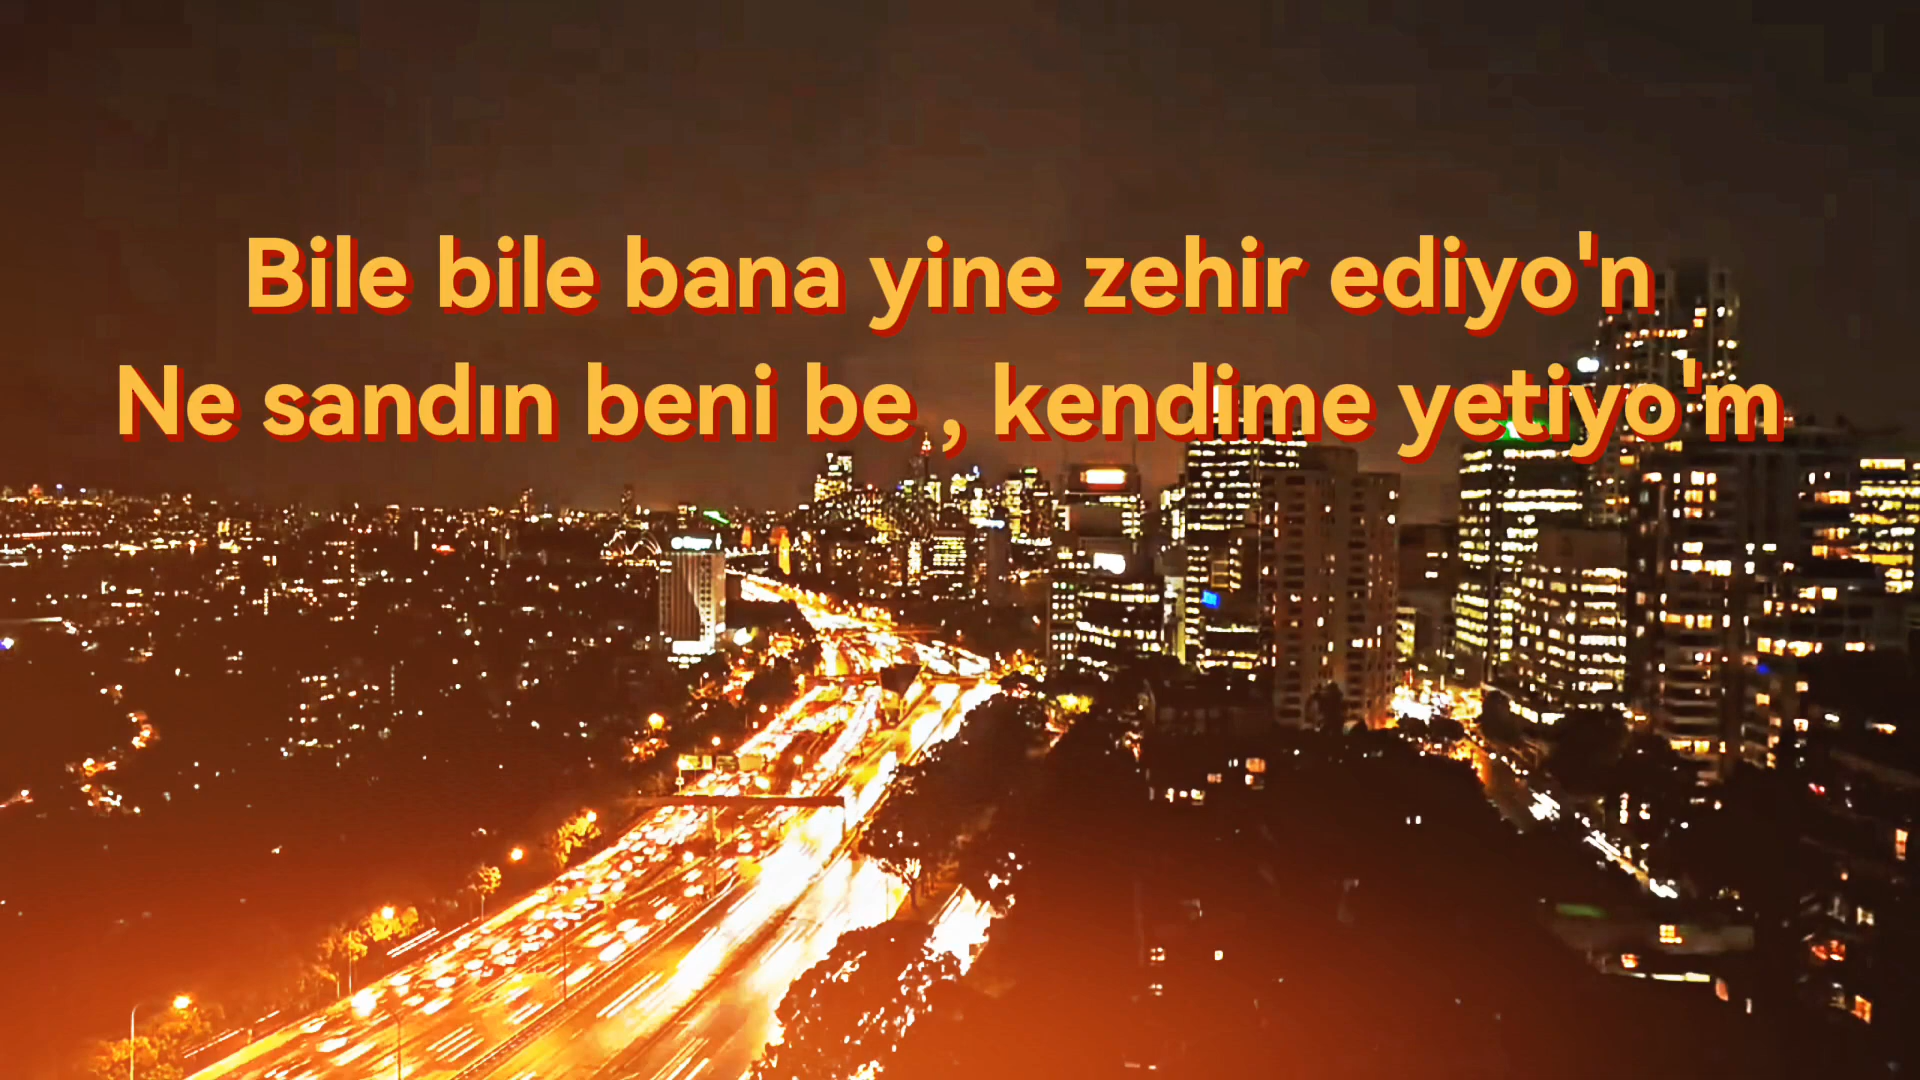 Bile bile bana yine zehir ediyo'n
Ne sandın beni be , kendime yetiyo'm